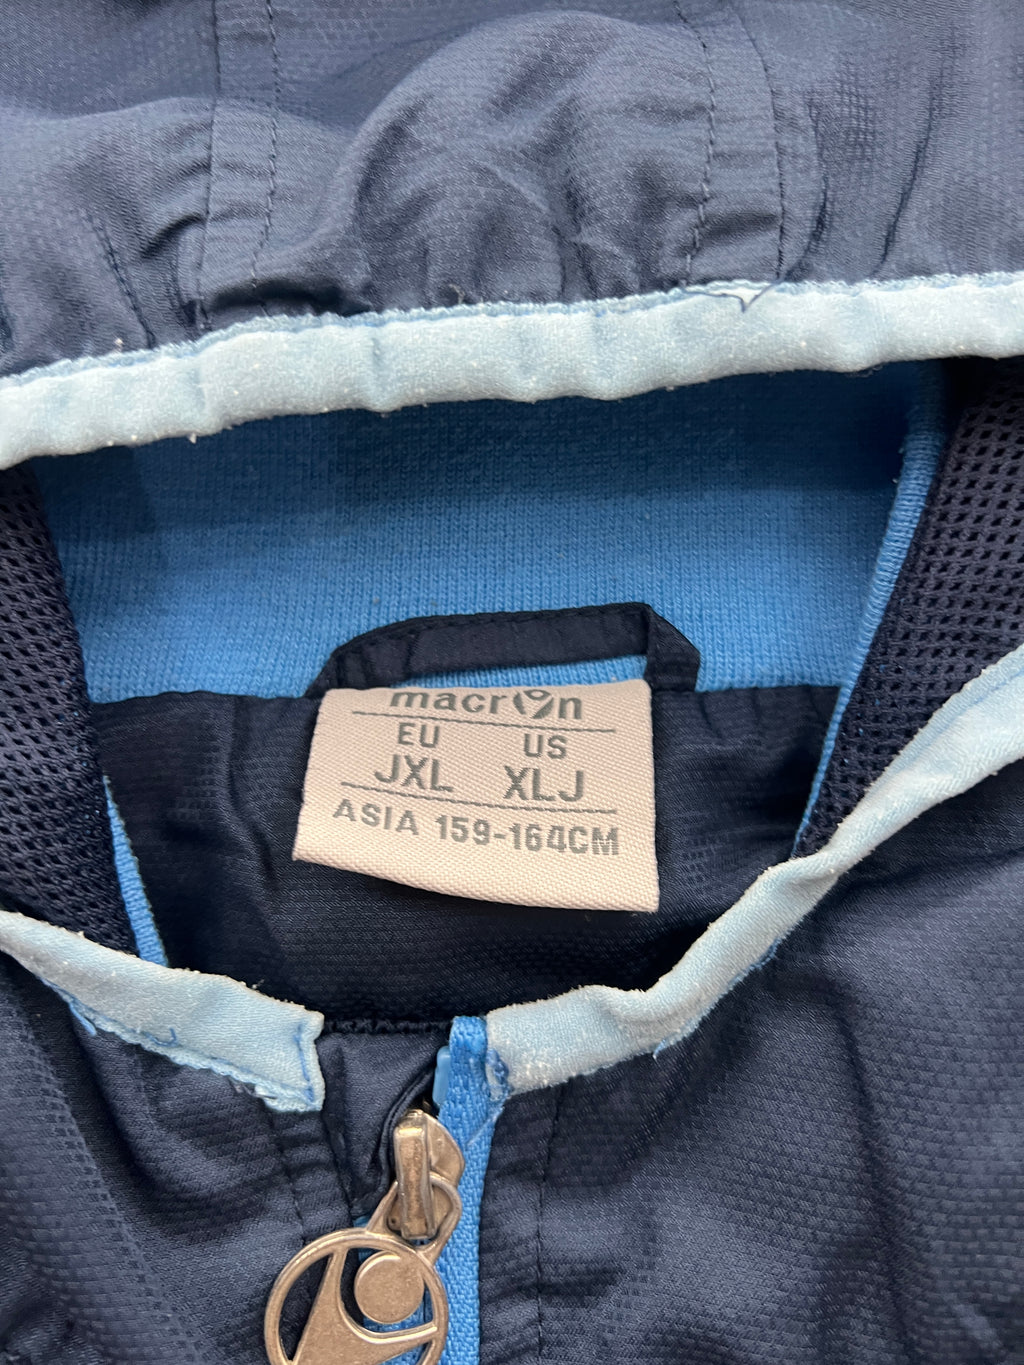 macron
EU US
JXL XLJ
ASIA 159-164CM